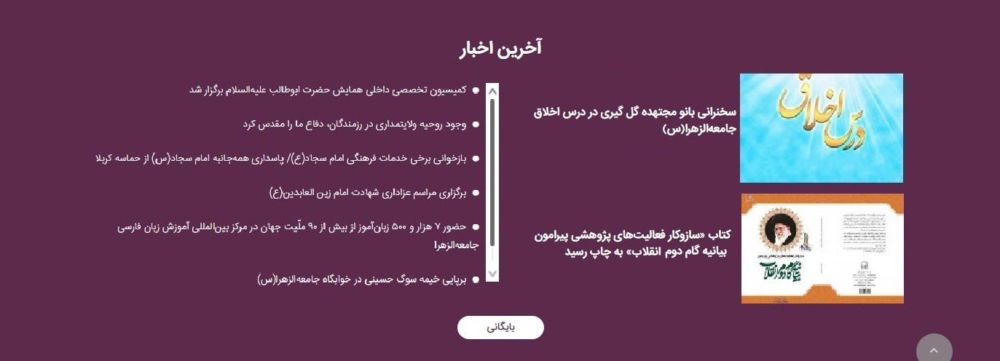 آخرین اخبار
درس اخلاق
سخنرانی بانو مجتهده گل گیری در درس اخلاق
جامعه‌الزهرا(س)
بیانیه گام دوم انقلاب
کتاب «سازوکار فعالیت‌های پژوهشی پیرامون
بیانیه گام دوم انقلاب» به چاپ رسید
کمیسیون تخصصی داخلی همایش حضرت ابوطالب علیه‌السلام برگزار شد
وجود روحیه ولایتمداری در رزمندگان، دفاع ما را مقدس کرد
بازخوانی برخی خدمات فرهنگی امام سجاد(ع)/ پاسداری همه‌جانبه امام سجاد(س) از حماسه کربلا
برگزاری مراسم عزاداری شهادت امام زین العابدین(ع)
حضور ۷ هزار و ۵۰۰ زبان‌آموز از بیش از ۹۰ ملّیت جهان در مرکز بین‌المللی آموزش زبان فارسی
جامعه‌الزهرا
برپایی خیمه سوگ حسینی در خوابگاه جامعه‌الزهرا(س)
بایگانی